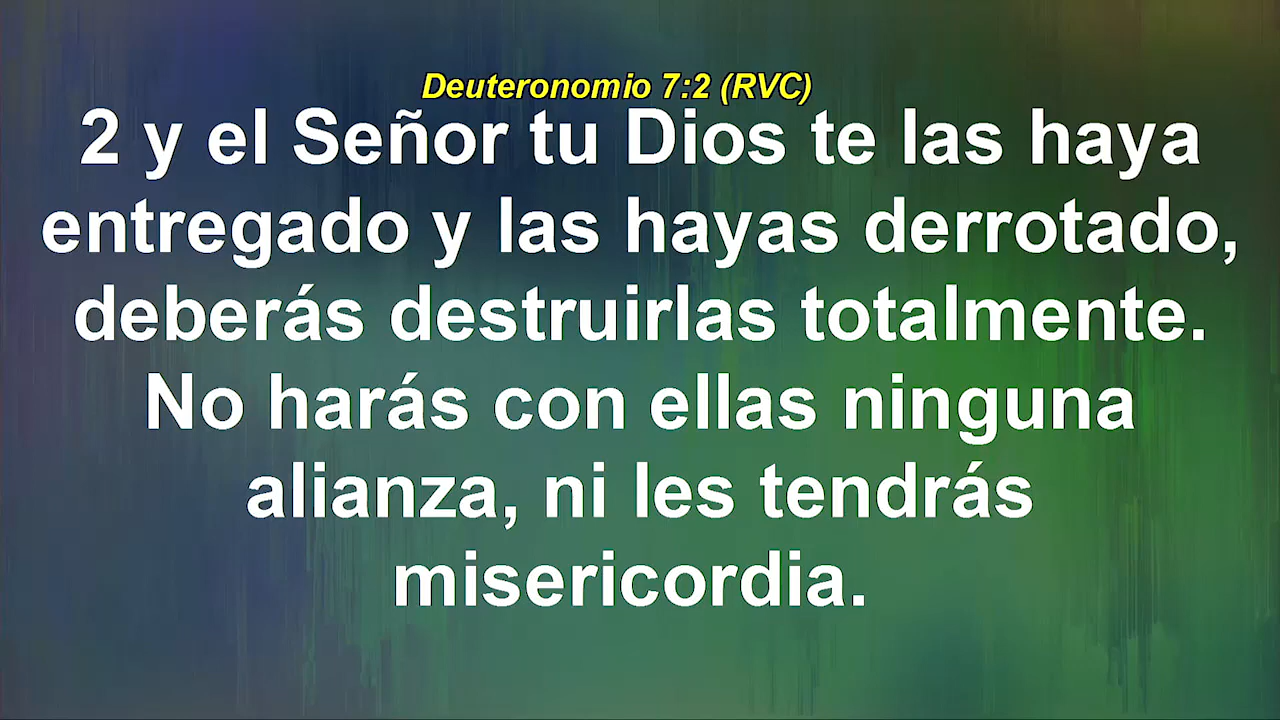 Deuteronomio 7:2 (RVC)
2 y el Señor tu Dios te las haya
entregado y las hayas derrotado,
deberás destruirlas totalmente.
No harás con ellas ninguna
alianza, ni les tendrás
misericordia.